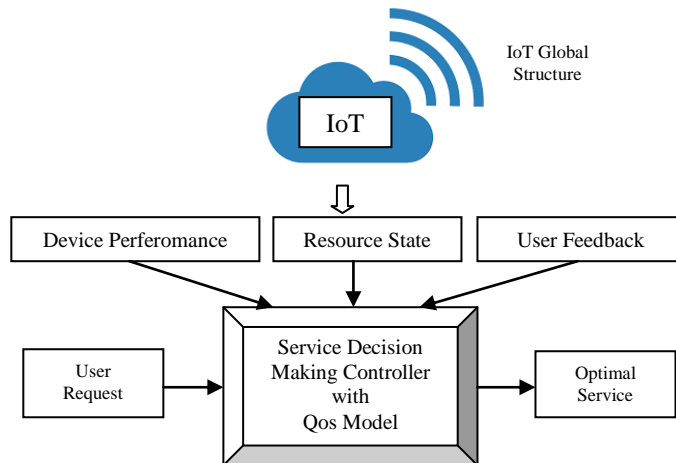 IoT Global
Structure
IoT
Device Perferomance
Resource State
User Feedback
User
Request
Service Decision
Making Controller
with
Qos Model
Optimal
Service